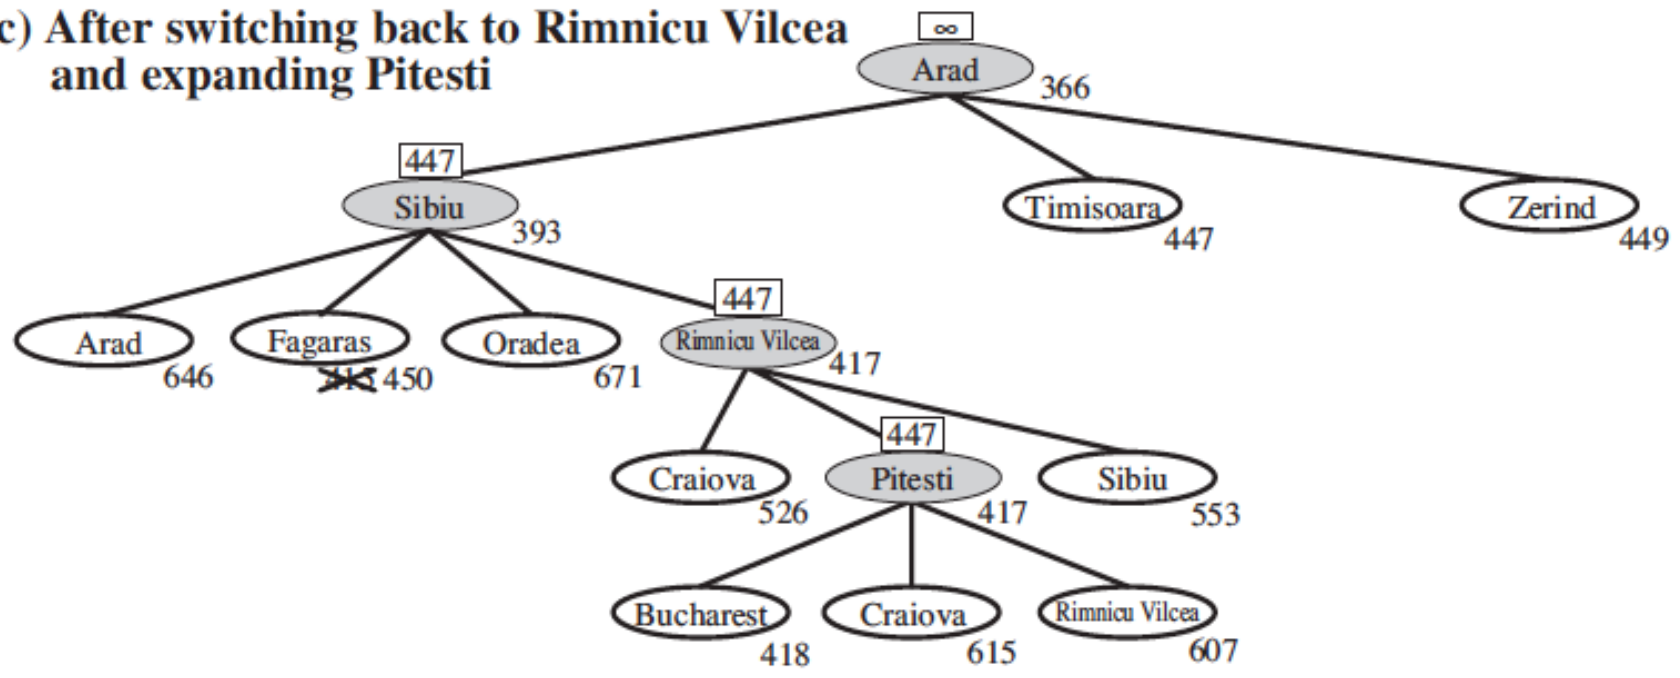 c) After switching back to Rimnicu Vilcea
and expanding Pitesti
∞
Arad
366
447
Sibiu
393
Timisoara
447
Zerind
449
Arad
646
Fagaras
415 450
Oradea
671
447
Rimnicu Vilcea
417
Craiova
526
447
Pitesti
417
Sibiu
553
Bucharest
418
Craiova
615
Rimnicu Vilcea
607